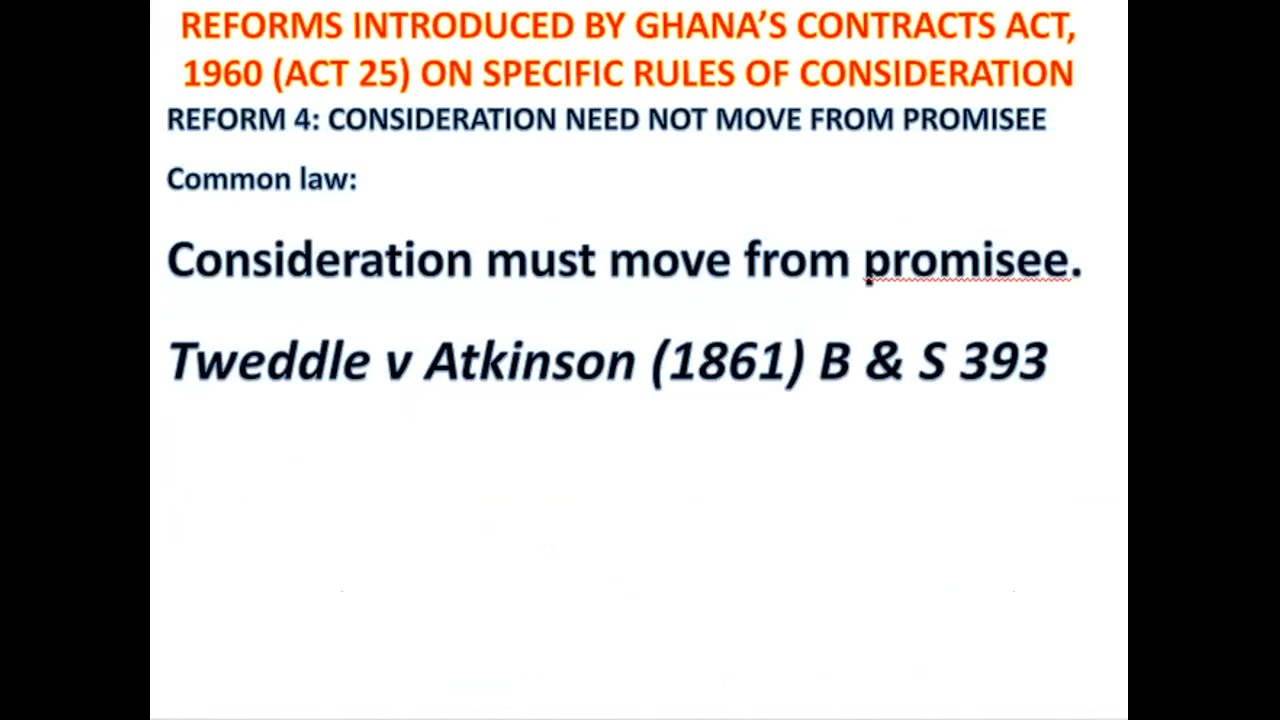 REFORMS INTRODUCED BY GHANA’S CONTRACTS ACT,
1960 (ACT 25) ON SPECIFIC RULES OF CONSIDERATION
REFORM 4: CONSIDERATION NEED NOT MOVE FROM PROMISEE
Common law:
Consideration must move from promisee.
Tweddle v Atkinson (1861) B & S 393